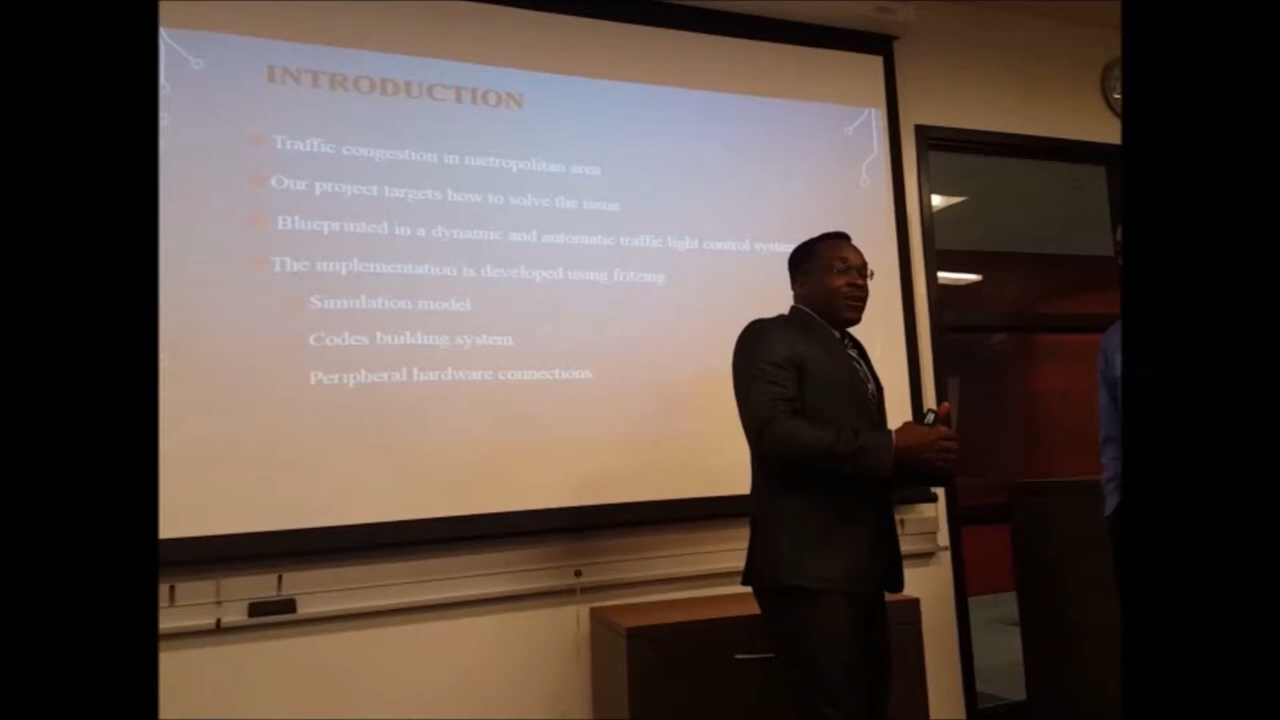 INTRODUCTION
Traffic congestion in metropolitan area
Our project targets how to solve the issue
Blueprinted in a dynamic and automatic traffic light control system
The implementation is developed using fritzing
Simulation model
Codes building system
Peripheral hardware connections